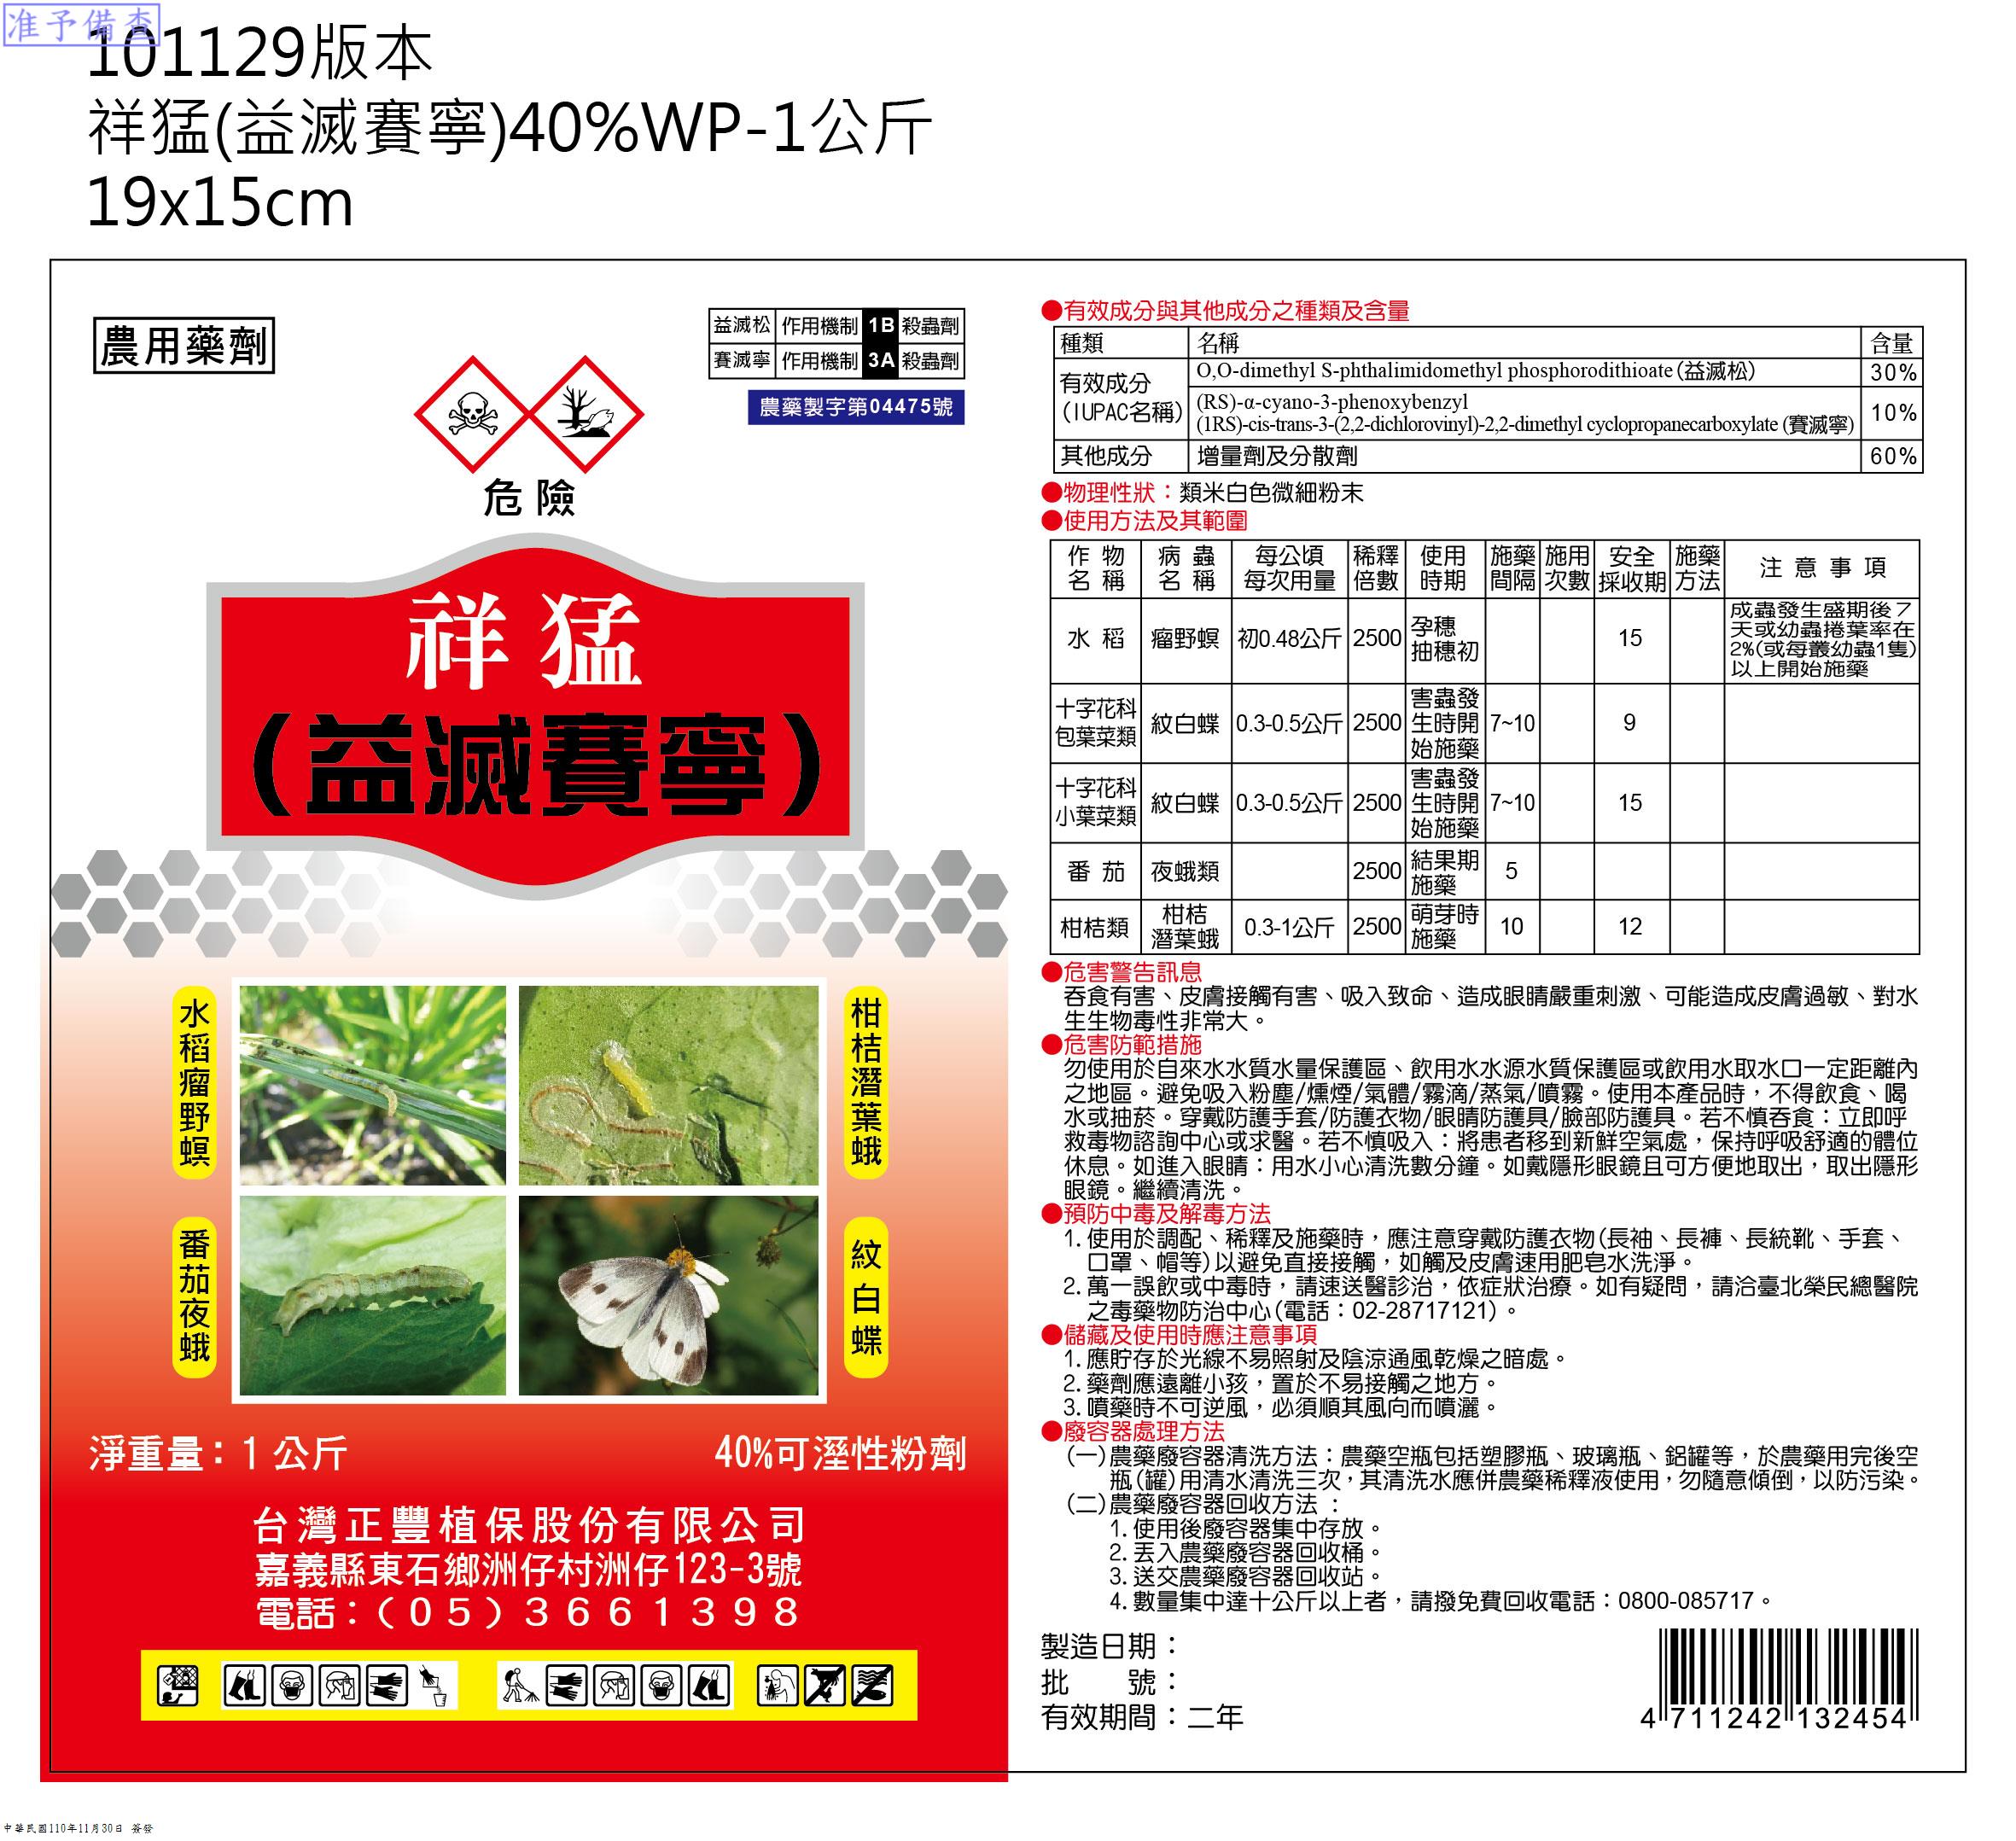 准予備查
101129版本
祥猛(益滅賽寧)40%WP-1公斤
19x15cm
農用藥劑
益滅松 作用機制 1B 殺蟲劑
賽滅寧 作用機制 3A 殺蟲劑
農藥製字第04475號
危險
祥猛
(益滅賽寧)
水稻瘤野螟
柑桔潛葉蛾
番茄夜蛾
紋白蝶
淨重量：1公斤
40%可溼性粉劑
台灣正豐植保股份有限公司
嘉義縣東石鄉洲仔村洲仔123-3號
電話：(05)3661398
●有效成分與其他成分之種類及含量
種類 名稱 含量
有效成分
(IUPAC名稱)
O,O-dimethyl S-phthalimidomethyl phosphorodithioate (益滅松) 30%
(RS)-α-cyano-3-phenoxybenzyl
(1RS)-cis-trans-3-(2,2-dichlorovinyl)-2,2-dimethyl cyclopropanecarboxylate (賽滅寧) 10%
其他成分 增量劑及分散劑 60%
●物理性狀：類米白色微細粉末
●使用方法及其範圍
作物名稱 病蟲名稱 每公頃每次用量 稀釋倍數 使用時期 施藥間隔 施用次數 安全採收期 施藥方法 注意事項
水稻 瘤野螟 初0.48公斤 2500 孕穗抽穗初 15 成蟲發生盛期後7
天或幼蟲捲葉率在
2%(或每叢幼蟲1隻)
以上開始施藥
十字花科包葉菜類 紋白蝶 0.3-0.5公斤 2500 害蟲發生時開始施藥 7~10 9
十字花科小葉菜類 紋白蝶 0.3-0.5公斤 2500 害蟲發生時開始施藥 7~10 15
番茄 夜蛾類 2500 結果期施藥 5
柑桔類 柑桔潛葉蛾 0.3-1公斤 2500 萌芽時施藥 10 12
●危害警告訊息
吞食有害、皮膚接觸有害、吸入致命、造成眼睛嚴重刺激、可能造成皮膚過敏、對水
生生物毒性非常大。
●危害防範措施
勿使用於自來水水質水量保護區、飲用水水源水質保護區或飲用水取水口一定距離內
之地區。避免吸入粉塵/燻煙/氣體/霧滴/蒸氣/噴霧。使用本產品時，不得飲食、喝
水或抽菸。穿戴防護手套/防護衣物/眼睛防護具/臉部防護具。若不慎吞食：立即呼
救毒物諮詢中心或求醫。若不慎吸入：將患者移到新鮮空氣處，保持呼吸舒適的體位
休息。如進入眼睛：用水小心清洗數分鐘。如戴隱形眼鏡且可方便地取出，取出隱形
眼鏡。繼續清洗。
●預防中毒及解毒方法
1. 使用於調配、稀釋及施藥時，應注意穿戴防護衣物(長袖、長褲、長統靴、手套、
口罩、帽等)以避免直接接觸，如觸及皮膚速用肥皂水洗淨。
2. 萬一誤飲或中毒時，請速送醫診治，依症狀治療。如有疑問，請洽臺北榮民總醫院
之毒藥物防治中心(電話：02-28717121)。
●儲藏及使用時應注意事項
1. 應貯存於光線不易照射及陰涼通風乾燥之暗處。
2. 藥劑應遠離小孩，置於不易接觸之地方。
3. 噴藥時不可逆風，必須順其風向而噴灑。
●廢容器處理方法
(一)農藥廢容器清洗方法：農藥空瓶包括塑膠瓶、玻璃瓶、鋁罐等，於農藥用完後空
瓶(罐)用清水清洗三次，其清洗水應併農藥稀釋液使用，勿隨意傾倒，以防污染。
(二)農藥廢容器回收方法：
1. 使用後廢容器集中存放。
2. 丟入農藥廢容器回收桶。
3. 送交農藥廢容器回收站。
4. 數量集中達十公斤以上者，請撥免費回收電話：0800-085717。
製造日期：
批 號：
有效期間：二年
4 711242 132454
中華民國110年11月30日 簽發